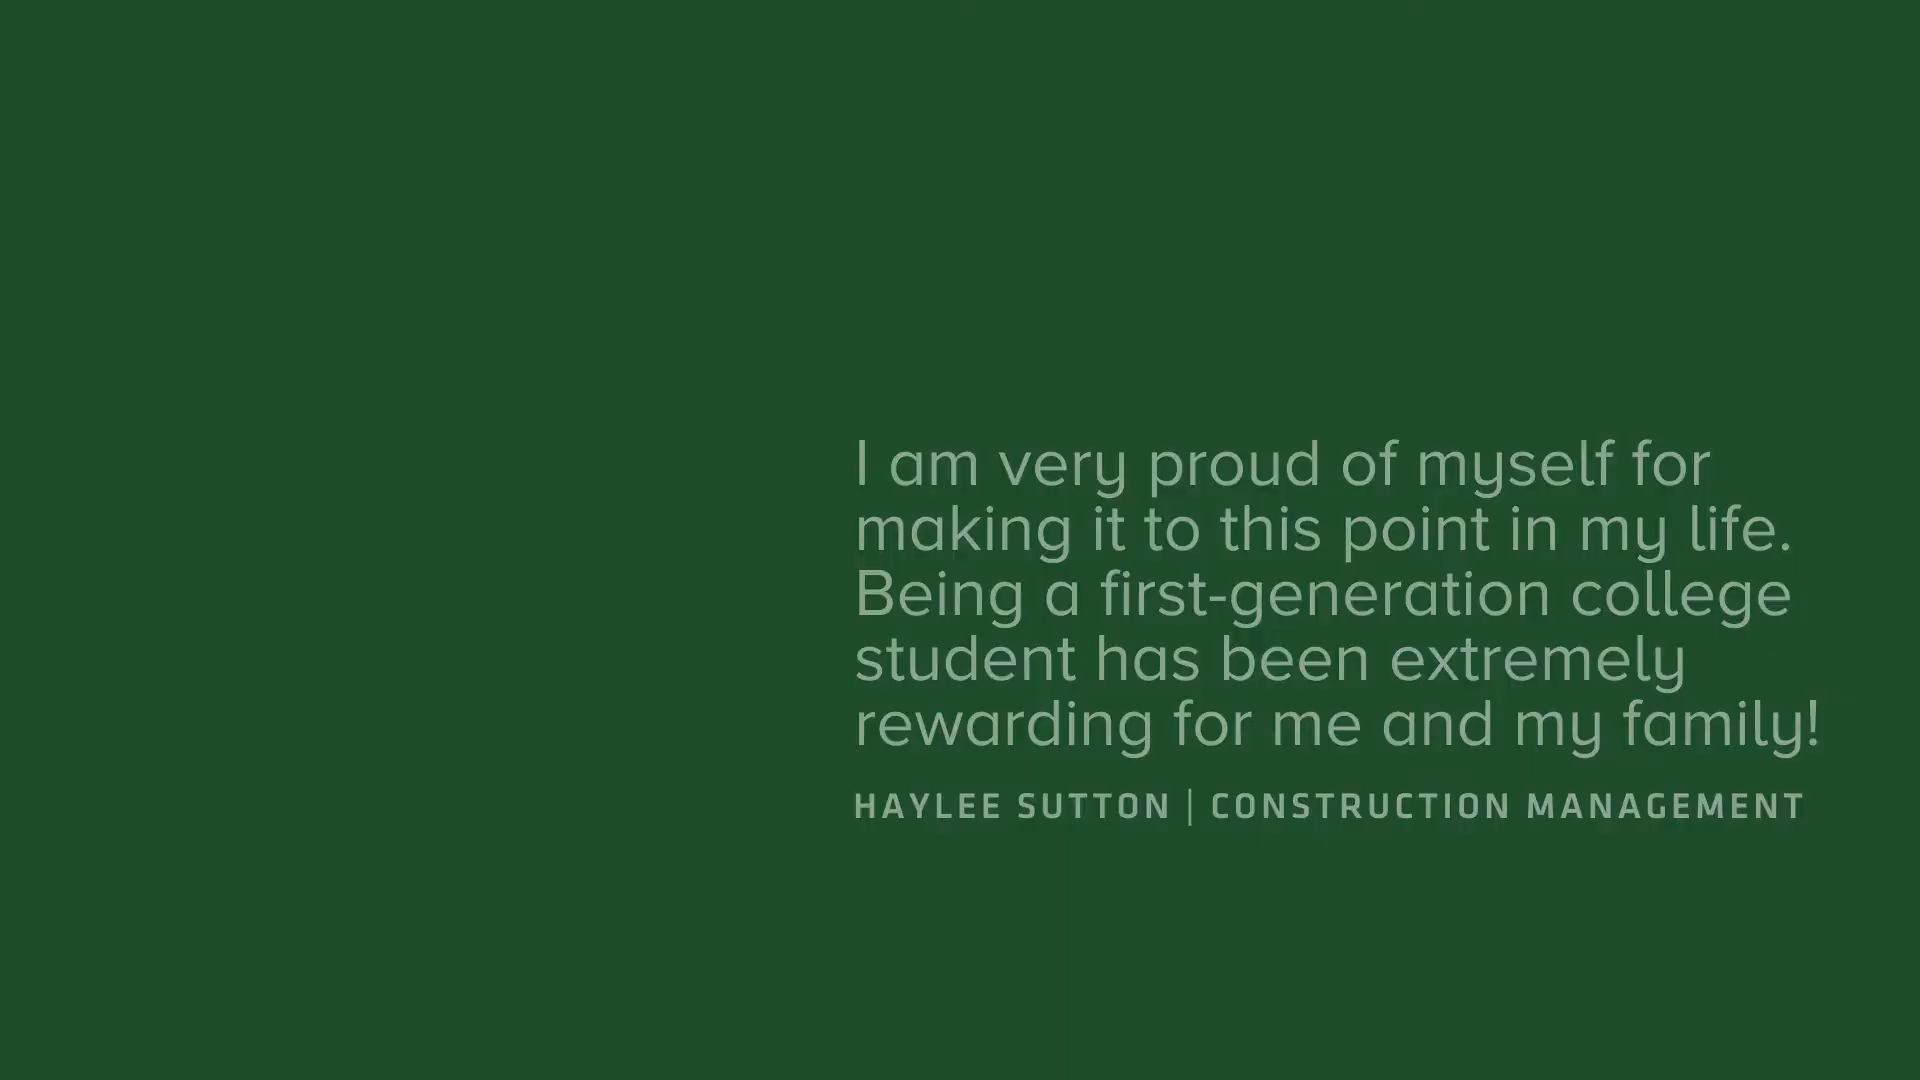 I am very proud of myself for
making it to this point in my life.
Being a first-generation college
student has been extremely
rewarding for me and my family!
HAYLEE SUTTON | CONSTRUCTION MANAGEMENT